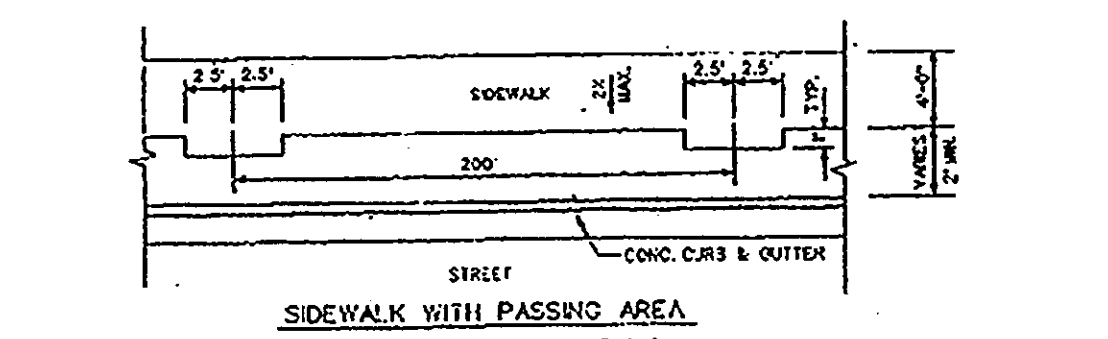 2.5' 2.5'
SIDEWALK
2% MAX.
2.5' 2.5'
TYP.
1'
4'-0"
VARIES
2' MIN.
200'
CONC. CURB & GUTTER
STREET
SIDEWALK WITH PASSING AREA